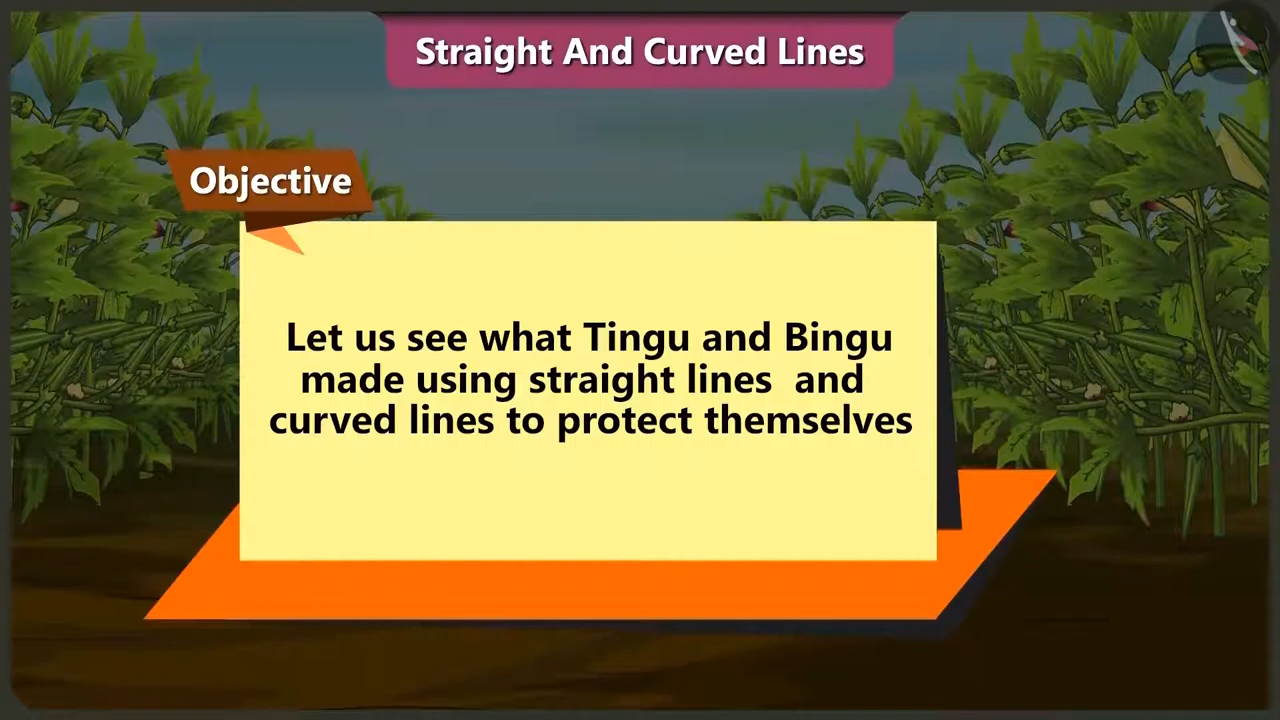 Straight And Curved Lines
Objective
Let us see what Tingu and Bingu
made using straight lines  and
curved lines to protect themselves